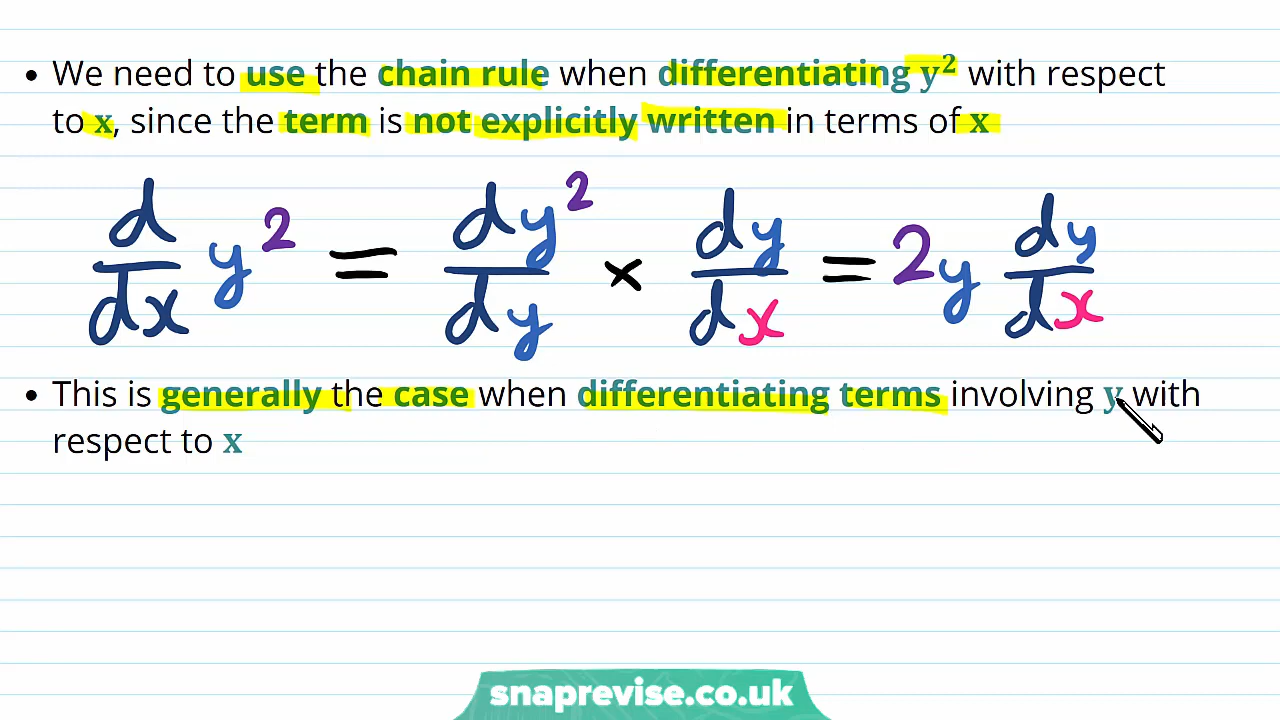 • We need to use the chain rule when differentiating y² with respect
to x, since the term is not explicitly written in terms of x
d/dx y² = dy²/dy × dy/dx = 2y dy/dx
• This is generally the case when differentiating terms involving y with
respect to x
snaprevise.co.uk